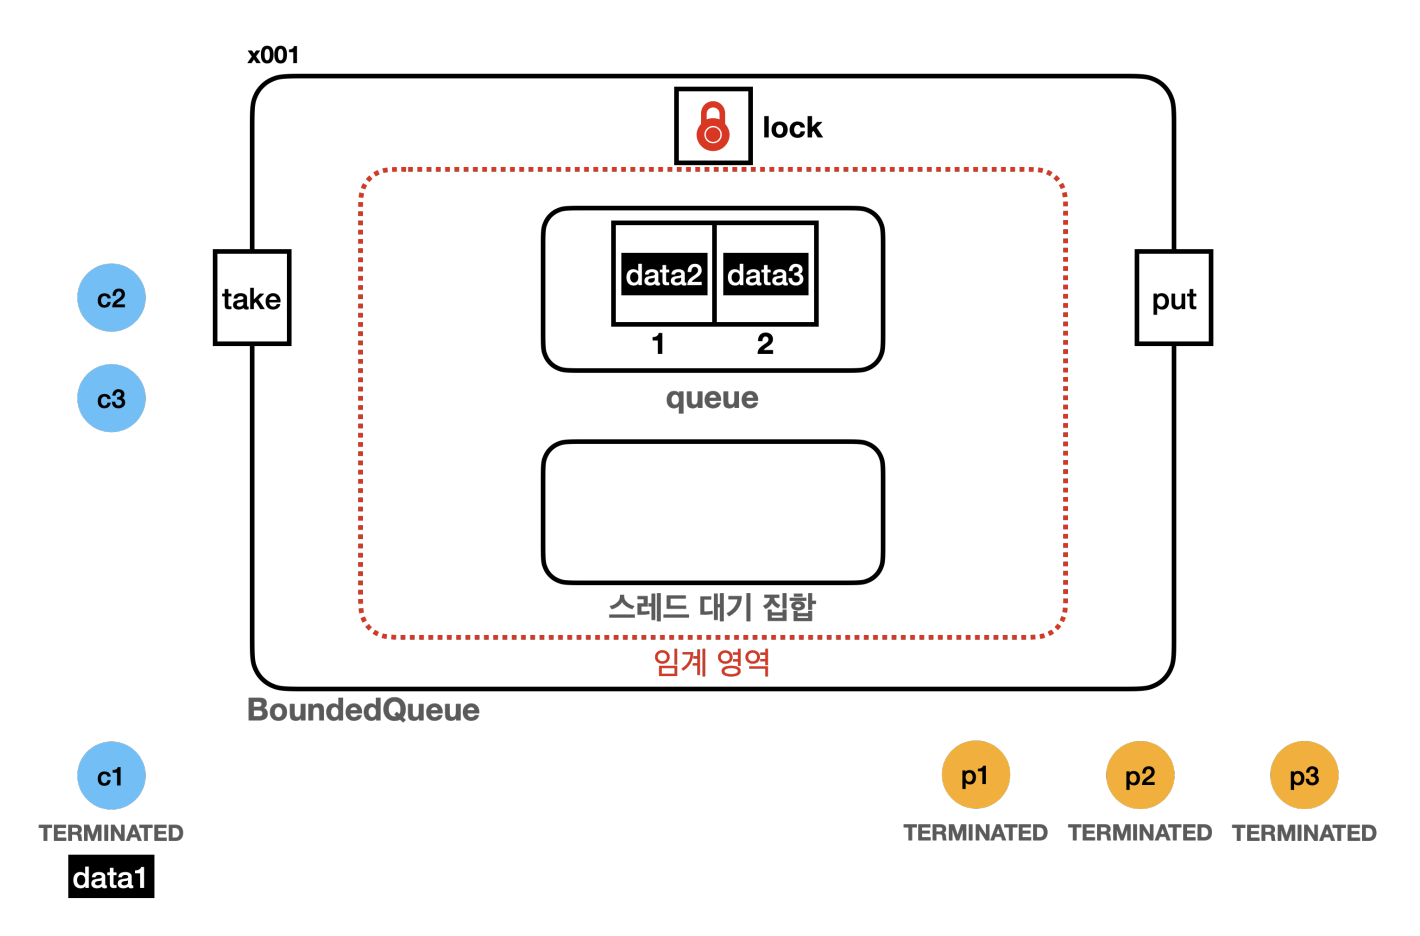 x001
lock
c2
c3
take
data2 data3
1 2
queue
put
스레드 대기 집합
임계 영역
BoundedQueue
c1
TERMINATED
data1
p1
TERMINATED
p2
TERMINATED
p3
TERMINATED